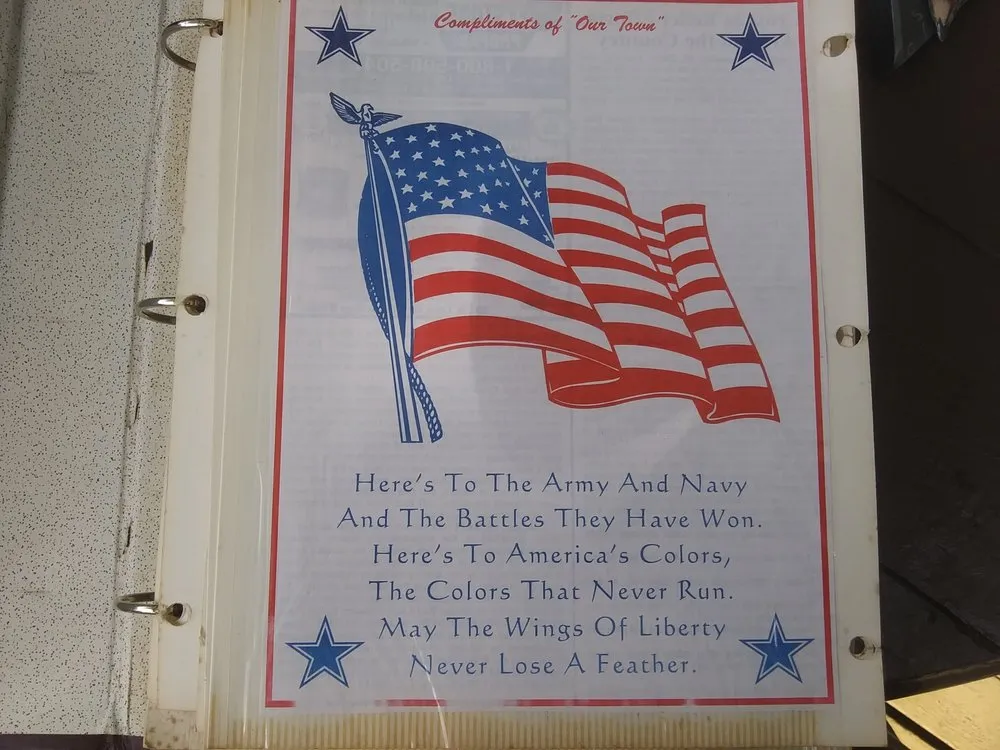 Compliments of "Our Town"
Here's To The Army And Navy
And The Battles They Have Won.
Here's To America's Colors,
The Colors That Never Run.
May The Wings Of Liberty
Never Lose A Feather.